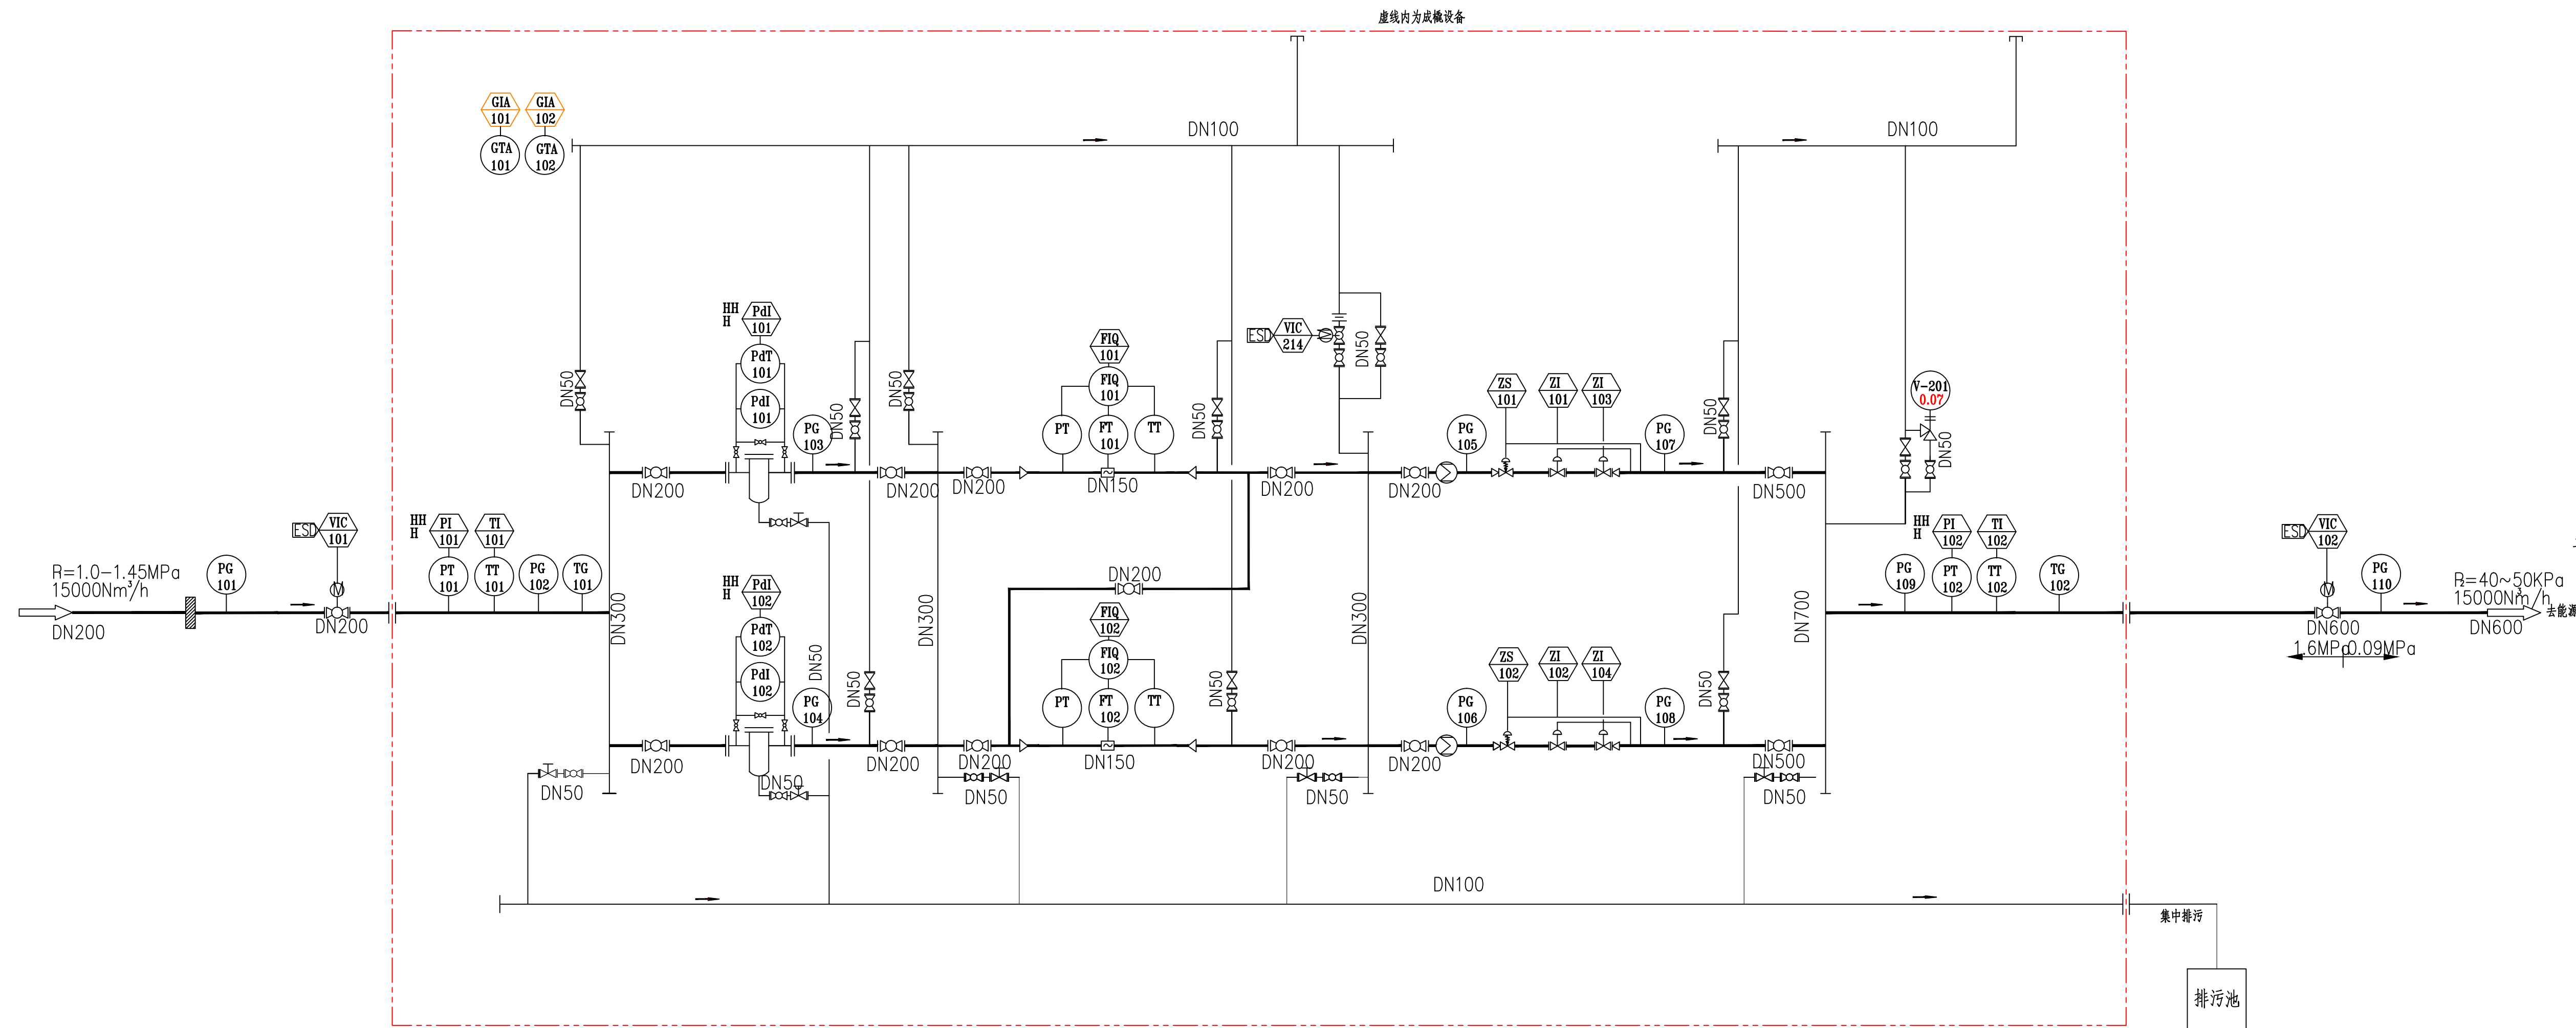 虚线内为成橇设备
GIA
101
GIA
102
GTA
101
GTA
102
DN100
DN100
HH
H
PdI
101
PdT
101
PdI
101
FIQ
101
FIQ
101
ESD
VIC
214
M
DN50
DN50
DN50
DN50
DN50
DN50
ZS
101
ZI
101
ZI
103
V-201
0.07
DN50
PG
103
PT
FT
101
TT
PG
105
PG
107
DN200
DN200
DN200
DN150
DN200
DN200
DN500
ESD
VIC
101
M
HH
H
PI
101
TI
101
PG
101
PT
101
TT
101
PG
102
TG
101
1.0-1.45MPa
15000Nm³/h
DN200
DN200
DN300
DN300
DN200
DN300
DN700
HH
H
PI
102
TI
102
PG
109
PT
102
TT
102
TG
102
ESD
VIC
102
M
PG
110
=40~50KPa
15000Nm³/h
去能源
DN600
DN600
1.6MPa
0.09MPa
HH
H
PdI
102
PdT
102
PdI
102
DN50
PG
104
DN50
FIQ
102
FIQ
102
PT
FT
102
TT
DN50
ZS
102
ZI
102
ZI
104
PG
106
PG
108
DN50
DN200
DN200
DN200
DN150
DN200
DN200
DN500
DN50
DN50
DN50
DN50
DN50
DN100
集中排污
排污池